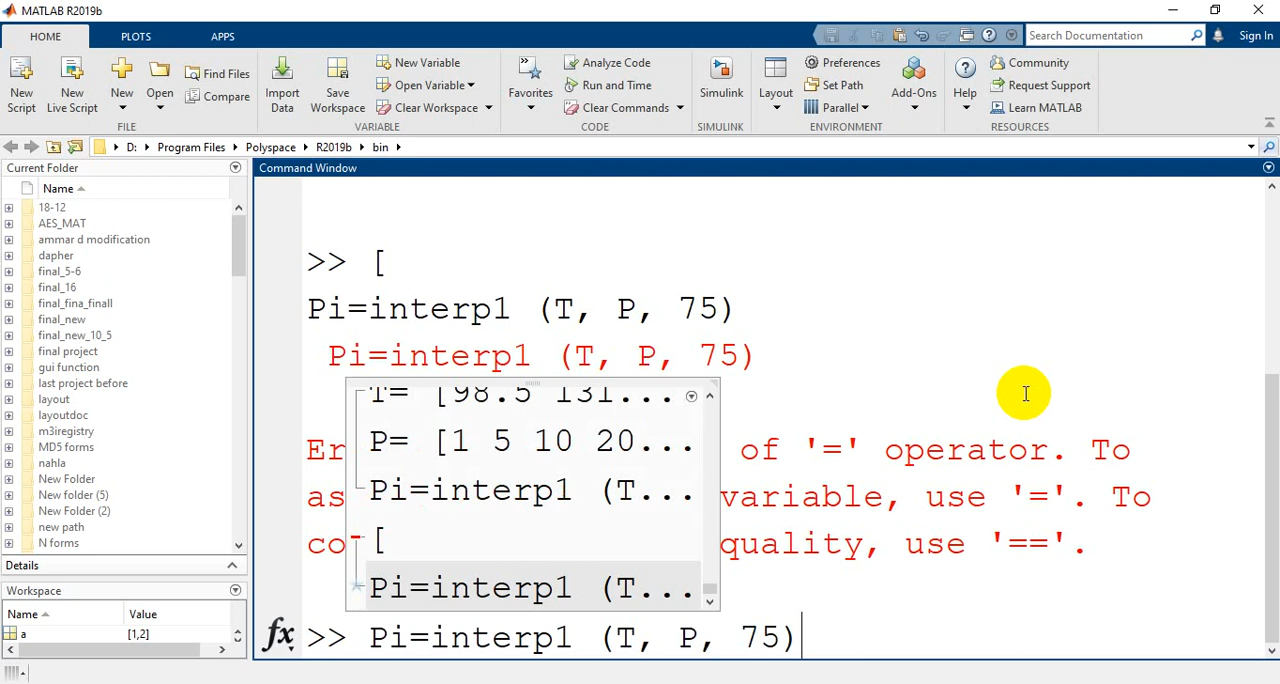 MATLAB R2019b
HOME PLOTS APPS
Search Documentation
Sign In
New Script
New Live Script
New
Open
Find Files
Compare
FILE
Import Data
Save Workspace
New Variable
Open Variable
Clear Workspace
VARIABLE
Favorites
Analyze Code
Run and Time
Clear Commands
CODE
Simulink
SIMULINK
Layout
Preferences
Set Path
Parallel
ENVIRONMENT
Add-Ons
Help
Community
Request Support
Learn MATLAB
RESOURCES
D: Program Files Polyspace R2019b bin
Current Folder
Name
18-12
AES_MAT
ammar d modification
dapher
final_5-6
final_16
final_fina_finall
final_new
final_new_10_5
final project
gui function
last project before
layout
layoutdoc
m3iregistry
MD5 forms
nahla
New Folder
New folder (5)
New Folder (2)
new path
N forms
Details
Workspace
Name Value
a [1,2]
Command Window
>> [
Pi=interp1 (T, P, 75)
Pi=interp1 (T, P, 75)
Er of '=' operator. To
as variable, use '='. To
co quality, use '=='.
T= [98.5 131...
P= [1 5 10 20...
Pi=interp1 (T...
[
Pi=interp1 (T...
fx >> Pi=interp1 (T, P, 75)